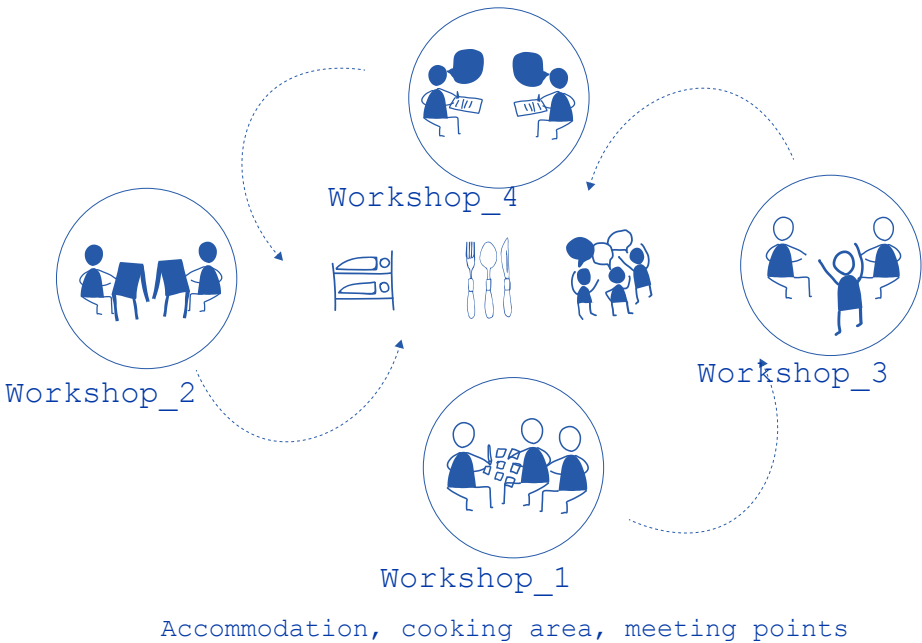 Workshop_4
Workshop_3
Workshop_2
Workshop_1
Accommodation, cooking area, meeting points